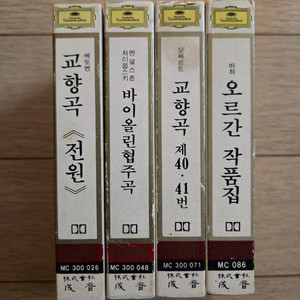 베토벤
교향곡
《전원》
MC 300 026
株式會社
成音
멘델스존
차이콥스키
바이올린협주곡
MC 300 048
株式會社
成音
모짜르트
교향곡 제40·41번
MC 300 071
株式會社
成音
바하
오르간 작품집
MC 086
株式會社
成音